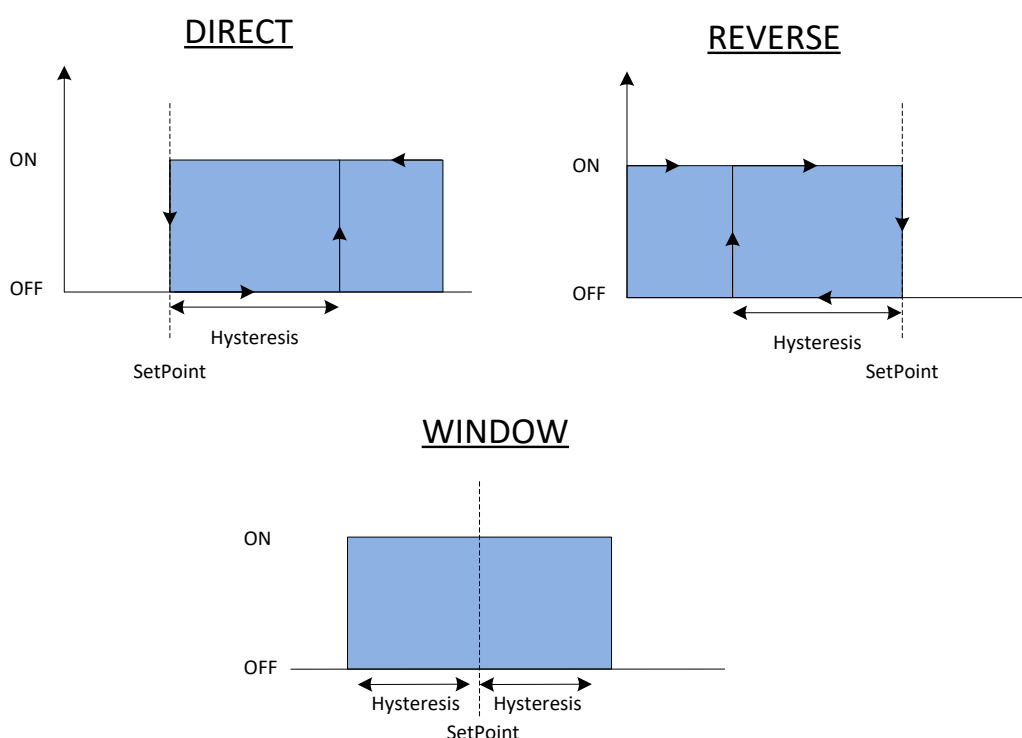 DIRECT
REVERSE
ON
OFF
Hysteresis
SetPoint
ON
OFF
Hysteresis
SetPoint
WINDOW
ON
OFF
Hysteresis
Hysteresis
SetPoint